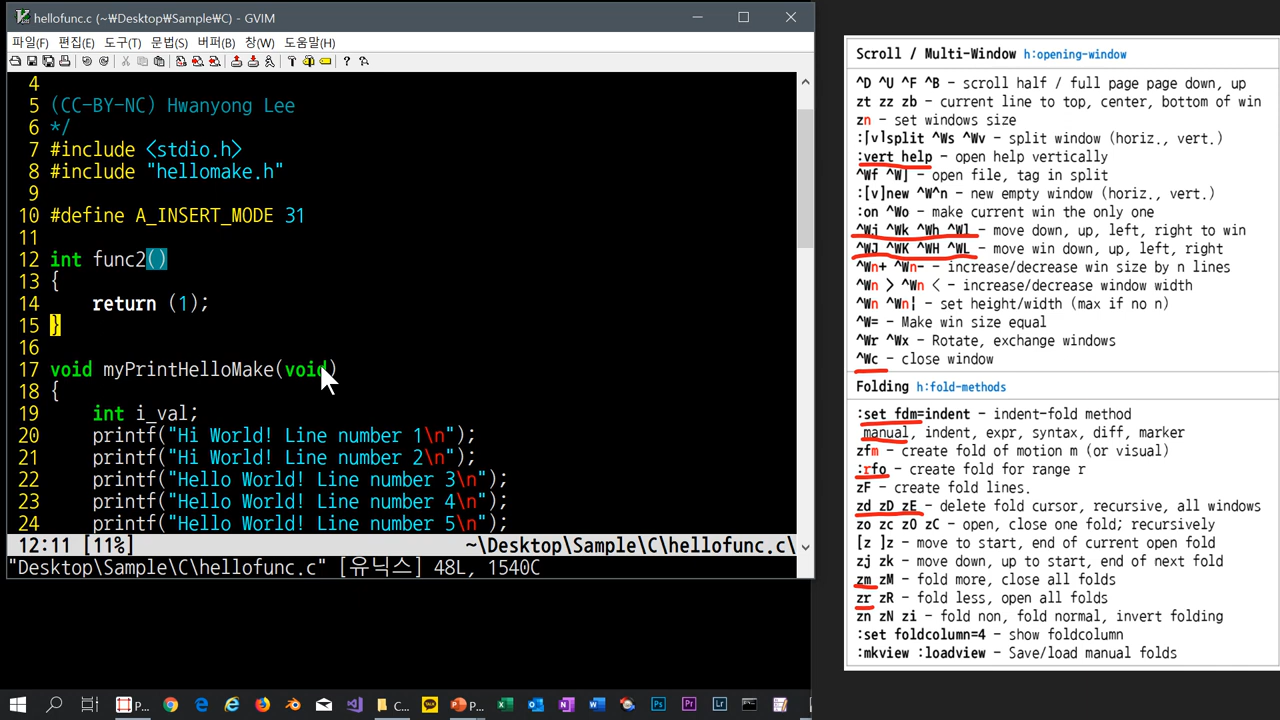 hellofunc.c (~₩Desktop₩Sample₩C) - GVIM
파일(F) 편집(E) 도구(T) 문법(S) 버퍼(B) 창(W) 도움말(H)
4
5 (CC-BY-NC) Hwanyong Lee
6 */
7 #include <stdio.h>
8 #include "hellomake.h"
9
10 #define A_INSERT_MODE 31
11
12 int func2()
13 {
14 return (1);
15 }
16
17 void myPrintHelloMake(void)
18 {
19 int i_val;
20 printf("Hi World! Line number 1\n");
21 printf("Hi World! Line number 2\n");
22 printf("Hello World! Line number 3\n");
23 printf("Hello World! Line number 4\n");
24 printf("Hello World! Line number 5\n");
12:11 [11%] ~\Desktop\Sample\C\hellofunc.c\
"Desktop\Sample\C\hellofunc.c" [유닉스] 48L, 1540C
Scroll / Multi-Window h:opening-window
^D ^U ^F ^B - scroll half / full page page down, up
zt zz zb - current line to top, center, bottom of win
zn - set windows size
:[v]split ^Ws ^Wv - split window (horiz., vert.)
:vert help - open help vertically
^Wf ^W] - open file, tag in split
:[v]new ^W^n - new empty window (horiz., vert.)
:on ^Wo - make current win the only one
^Wj ^Wk ^Wh ^Wl - move down, up, left, right to win
^WJ ^WK ^WH ^WL - move win down, up, left, right
^Wn+ ^Wn- - increase/decrease win size by n lines
^Wn > ^Wn < - increase/decrease window width
^Wn ^Wn| - set height/width (max if no n)
^W= - Make win size equal
^Wr ^Wx - Rotate, exchange windows
^Wc - close window
Folding h:fold-methods
:set fdm=indent - indent-fold method
manual, indent, expr, syntax, diff, marker
zfm - create fold of motion m (or visual)
:rfo - create fold for range r
zF - create fold lines.
zd zD zE - delete fold cursor, recursive, all windows
zo zc zO zC - open, close one fold; recursively
[z ]z - move to start, end of current open fold
zj zk - move down, up to start, end of next fold
zm zM - fold more, close all folds
zr zR - fold less, open all folds
zn zN zi - fold non, fold normal, invert folding
:set foldcolumn=4 - show foldcolumn
:mkview :loadview - Save/load manual folds
P... C... P...